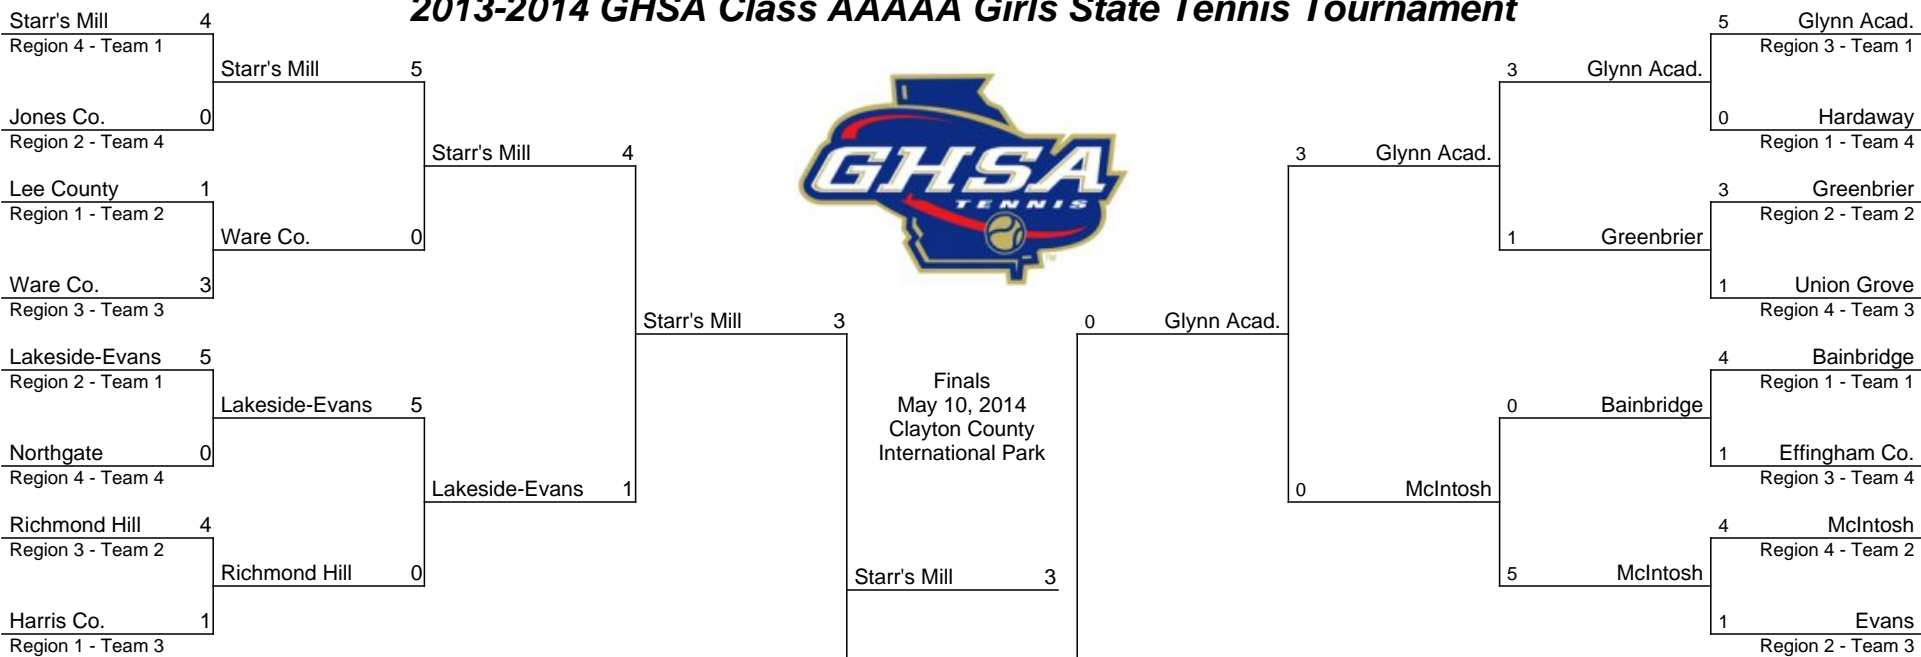 2013-2014 GHSA Class AAAAA Girls State Tennis Tournament
Starr's Mill 4
Region 4 - Team 1
Jones Co. 0
Region 2 - Team 4
Lee County 1
Region 1 - Team 2
Ware Co. 3
Region 3 - Team 3
Lakeside-Evans 5
Region 2 - Team 1
Northgate 0
Region 4 - Team 4
Richmond Hill 4
Region 3 - Team 2
Harris Co. 1
Region 1 - Team 3
Starr's Mill 5
Ware Co. 0
Lakeside-Evans 5
Richmond Hill 0
Starr's Mill 4
Lakeside-Evans 1
Starr's Mill 3
GHSA
TENNIS
TM
Finals
May 10, 2014
Clayton County
International Park
Starr's Mill 3
0 Glynn Acad.
3 Glynn Acad.
0 McIntosh
3 Glynn Acad.
1 Greenbrier
0 Bainbridge
5 McIntosh
5 Glynn Acad.
Region 3 - Team 1
0 Hardaway
Region 1 - Team 4
3 Greenbrier
Region 2 - Team 2
1 Union Grove
Region 4 - Team 3
4 Bainbridge
Region 1 - Team 1
1 Effingham Co.
Region 3 - Team 4
4 McIntosh
Region 4 - Team 2
1 Evans
Region 2 - Team 3